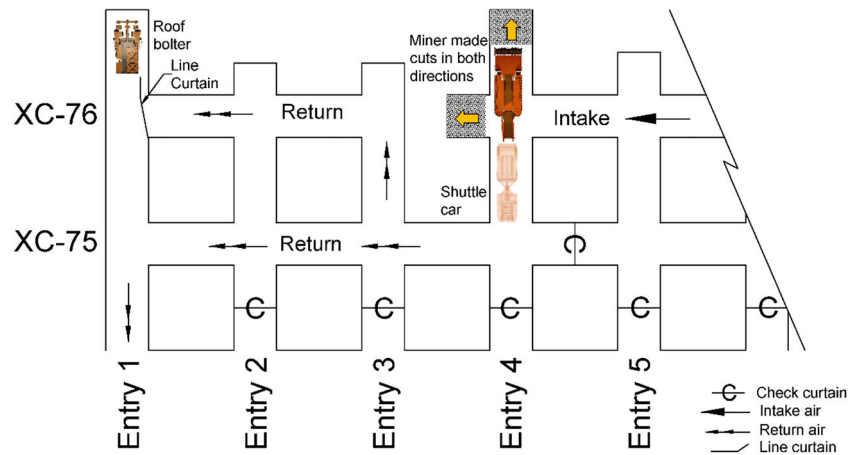 Roof
bolter
Line
Curtain
Miner made
cuts in both
directions
XC-76
Return
Intake
Shuttle
car
XC-75
Return
C
C
C
C
C
C
Entry 1
Entry 2
Entry 3
Entry 4
Entry 5
C Check curtain
Intake air
Return air
Line curtain